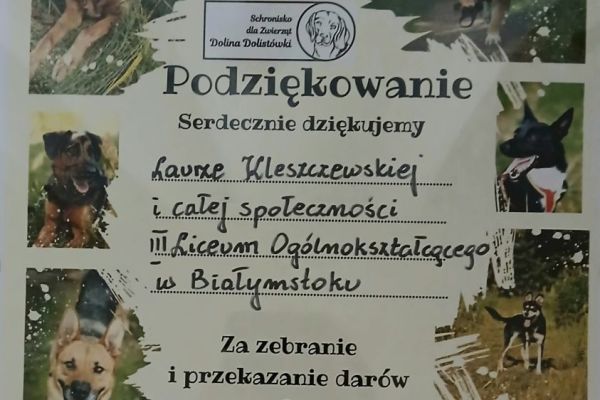 Schronisko
dla Zwierząt
Dolina Dolistówki
Podziękowanie
Serdecznie dziękujemy
Laurze Kleszczewskiej
i całej społeczności
III Liceum Ogólnokształcącego
w Białymstoku
Za zebranie
i przekazanie darów